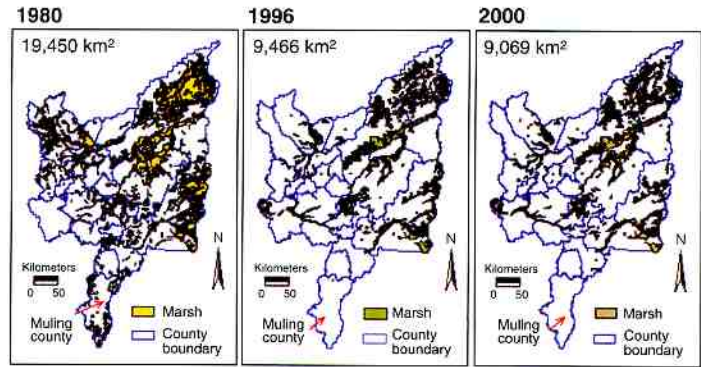 1980
19,450 km²
N
Kilometers
0 50
Muling
county
Marsh
County
boundary
1996
9,466 km²
N
Kilometers
0 50
Muling
county
Marsh
County
boundary
2000
9,069 km²
N
Kilometers
0 50
Muling
county
Marsh
County
boundary